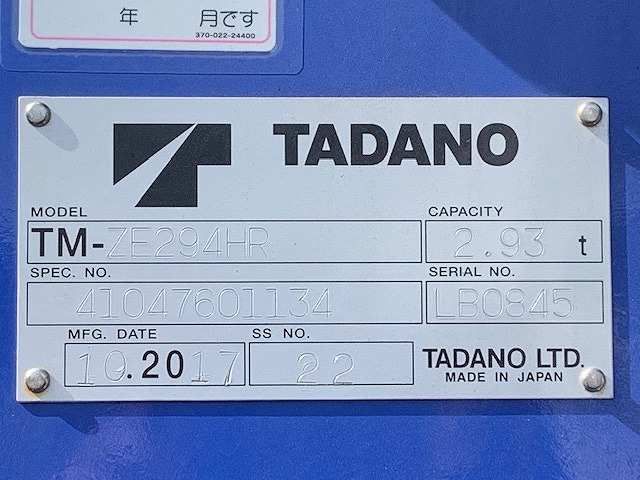 年 月です
370-022-24400
TADANO
MODEL CAPACITY
TM-ZE294HR 2.93 t
SPEC. NO. SERIAL NO.
41047601134 LB0845
MFG. DATE SS NO.
10.2017 22
TADANO LTD.
MADE IN JAPAN